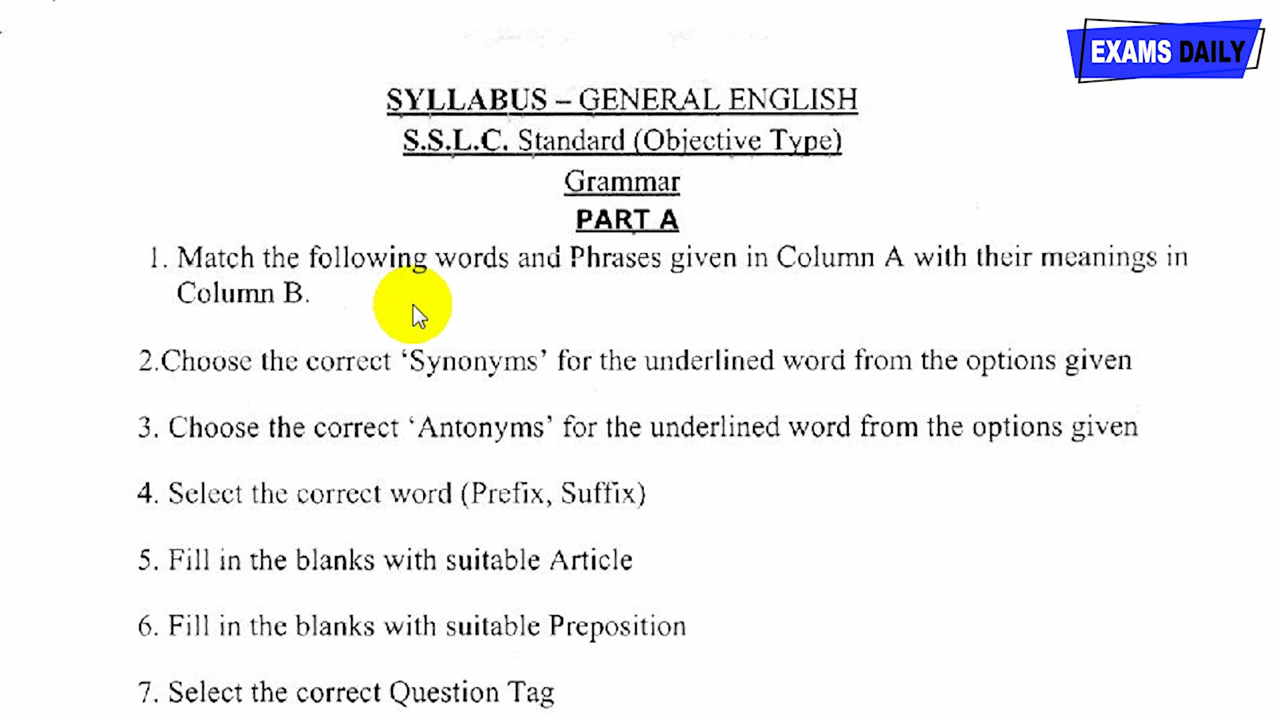 EXAMS DAILY
SYLLABUS – GENERAL ENGLISH
S.S.L.C. Standard (Objective Type)
Grammar
PART A
1. Match the following words and Phrases given in Column A with their meanings in
Column B.
2.Choose the correct ‘Synonyms’ for the underlined word from the options given
3. Choose the correct ‘Antonyms’ for the underlined word from the options given
4. Select the correct word (Prefix, Suffix)
5. Fill in the blanks with suitable Article
6. Fill in the blanks with suitable Preposition
7. Select the correct Question Tag